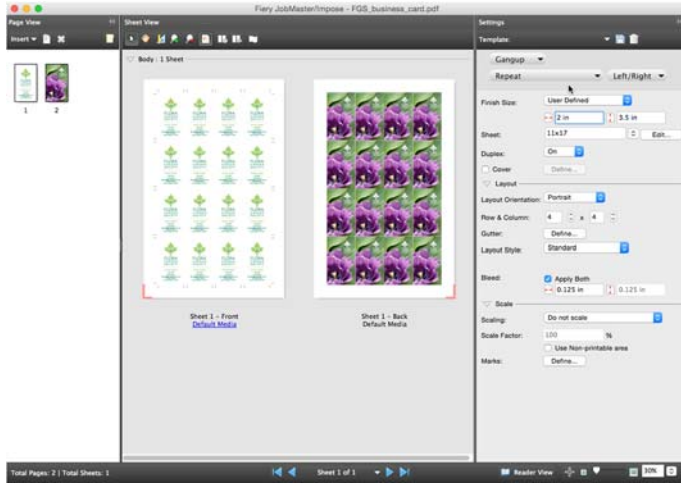 Fiery JobMaster/Impose - FGS_business_card.pdf
Page View
Sheet View
Settings
Insert
Template:
Body : 1 Sheet
Gangup
Repeat
Left/Right
Finish Size:
User Defined
2 in
3.5 in
Sheet:
11x17
Edit...
Duplex:
On
Cover
Define...
Layout
Layout Orientation:
Portrait
Row & Column:
4 x 4
Gutter:
Define...
Layout Style:
Standard
Bleed:
Apply Both
0.125 in
0.125 in
Scale
Scaling:
Do not scale
Scale Factor:
100 %
Use Non-printable area
Marks:
Define...
1
2
Sheet 1 - Front
Default Media
Sheet 1 - Back
Default Media
Total Pages: 2 | Total Sheets: 1
Sheet 1 of 1
Reader View
30%